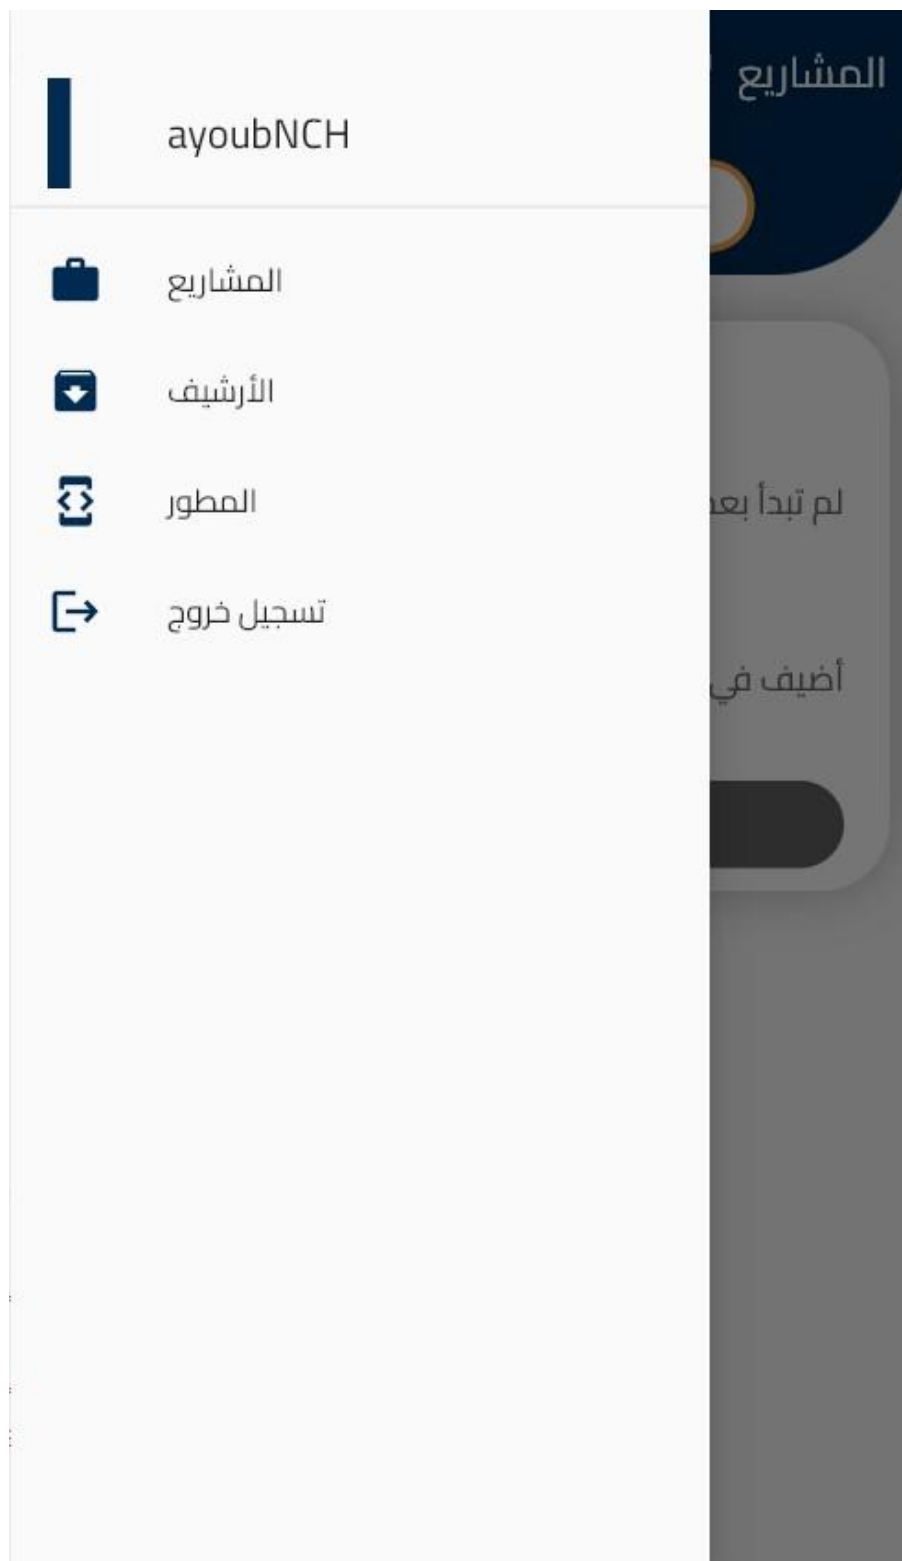 المشاريع
ayoubNCH
المشاريع
الأرشيف
المطور
تسجيل خروج
لم تبدأ بعد
أضيف في